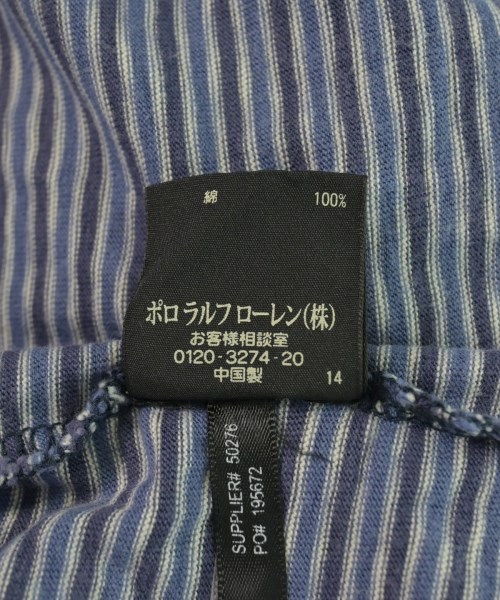 綿 100%
ポロ ラルフ ローレン(株)
お客様相談室
0120-3274-20
中国製 14
SUPPLIER# 50276
PO# 195672